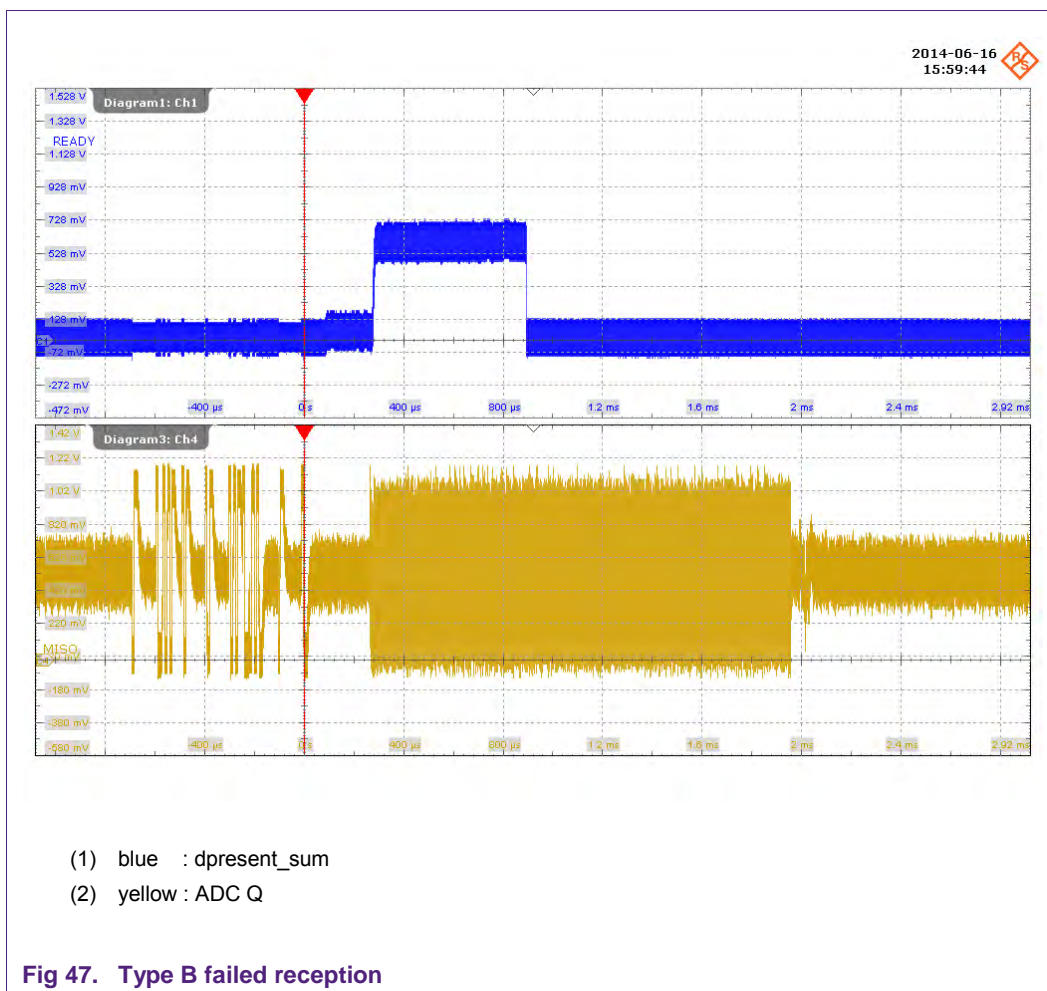 2014-06-16
15:59:44
R&S
Diagram1: Ch1
1.528 V
1.328 V
READY
1.128 V
928 mV
728 mV
528 mV
328 mV
128 mV
-72 mV
-272 mV
-472 mV
-400 µs
0 s
400 µs
800 µs
1.2 ms
1.6 ms
2 ms
2.4 ms
2.92 ms
Diagram3: Ch4
1.42 V
1.22 V
1.02 V
820 mV
220 mV
MISO
-180 mV
-380 mV
-580 mV
-400 µs
400 µs
800 µs
1.2 ms
1.6 ms
2 ms
2.4 ms
2.92 ms
(1) blue : dpresent_sum
(2) yellow : ADC Q
Fig 47. Type B failed reception